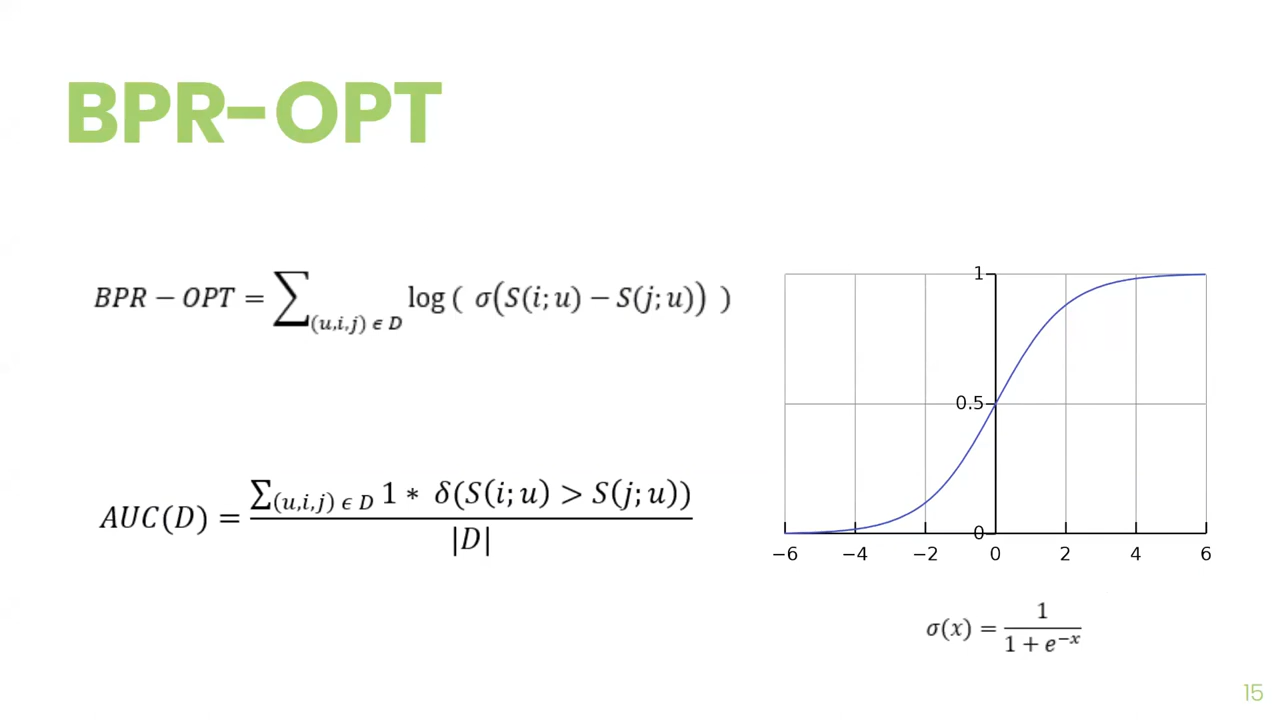 BPR-OPT
BPR − OPT = ∑(u,i,j) ϵ D log ( σ(S(i; u) − S(j; u)) )
AUC(D) = ∑(u,i,j) ϵ D 1 * δ(S(i; u) > S(j; u)) / |D|
1
0.5
0
−6 −4 −2 0 2 4 6
σ(x) = 1 / 1 + e^−x
15